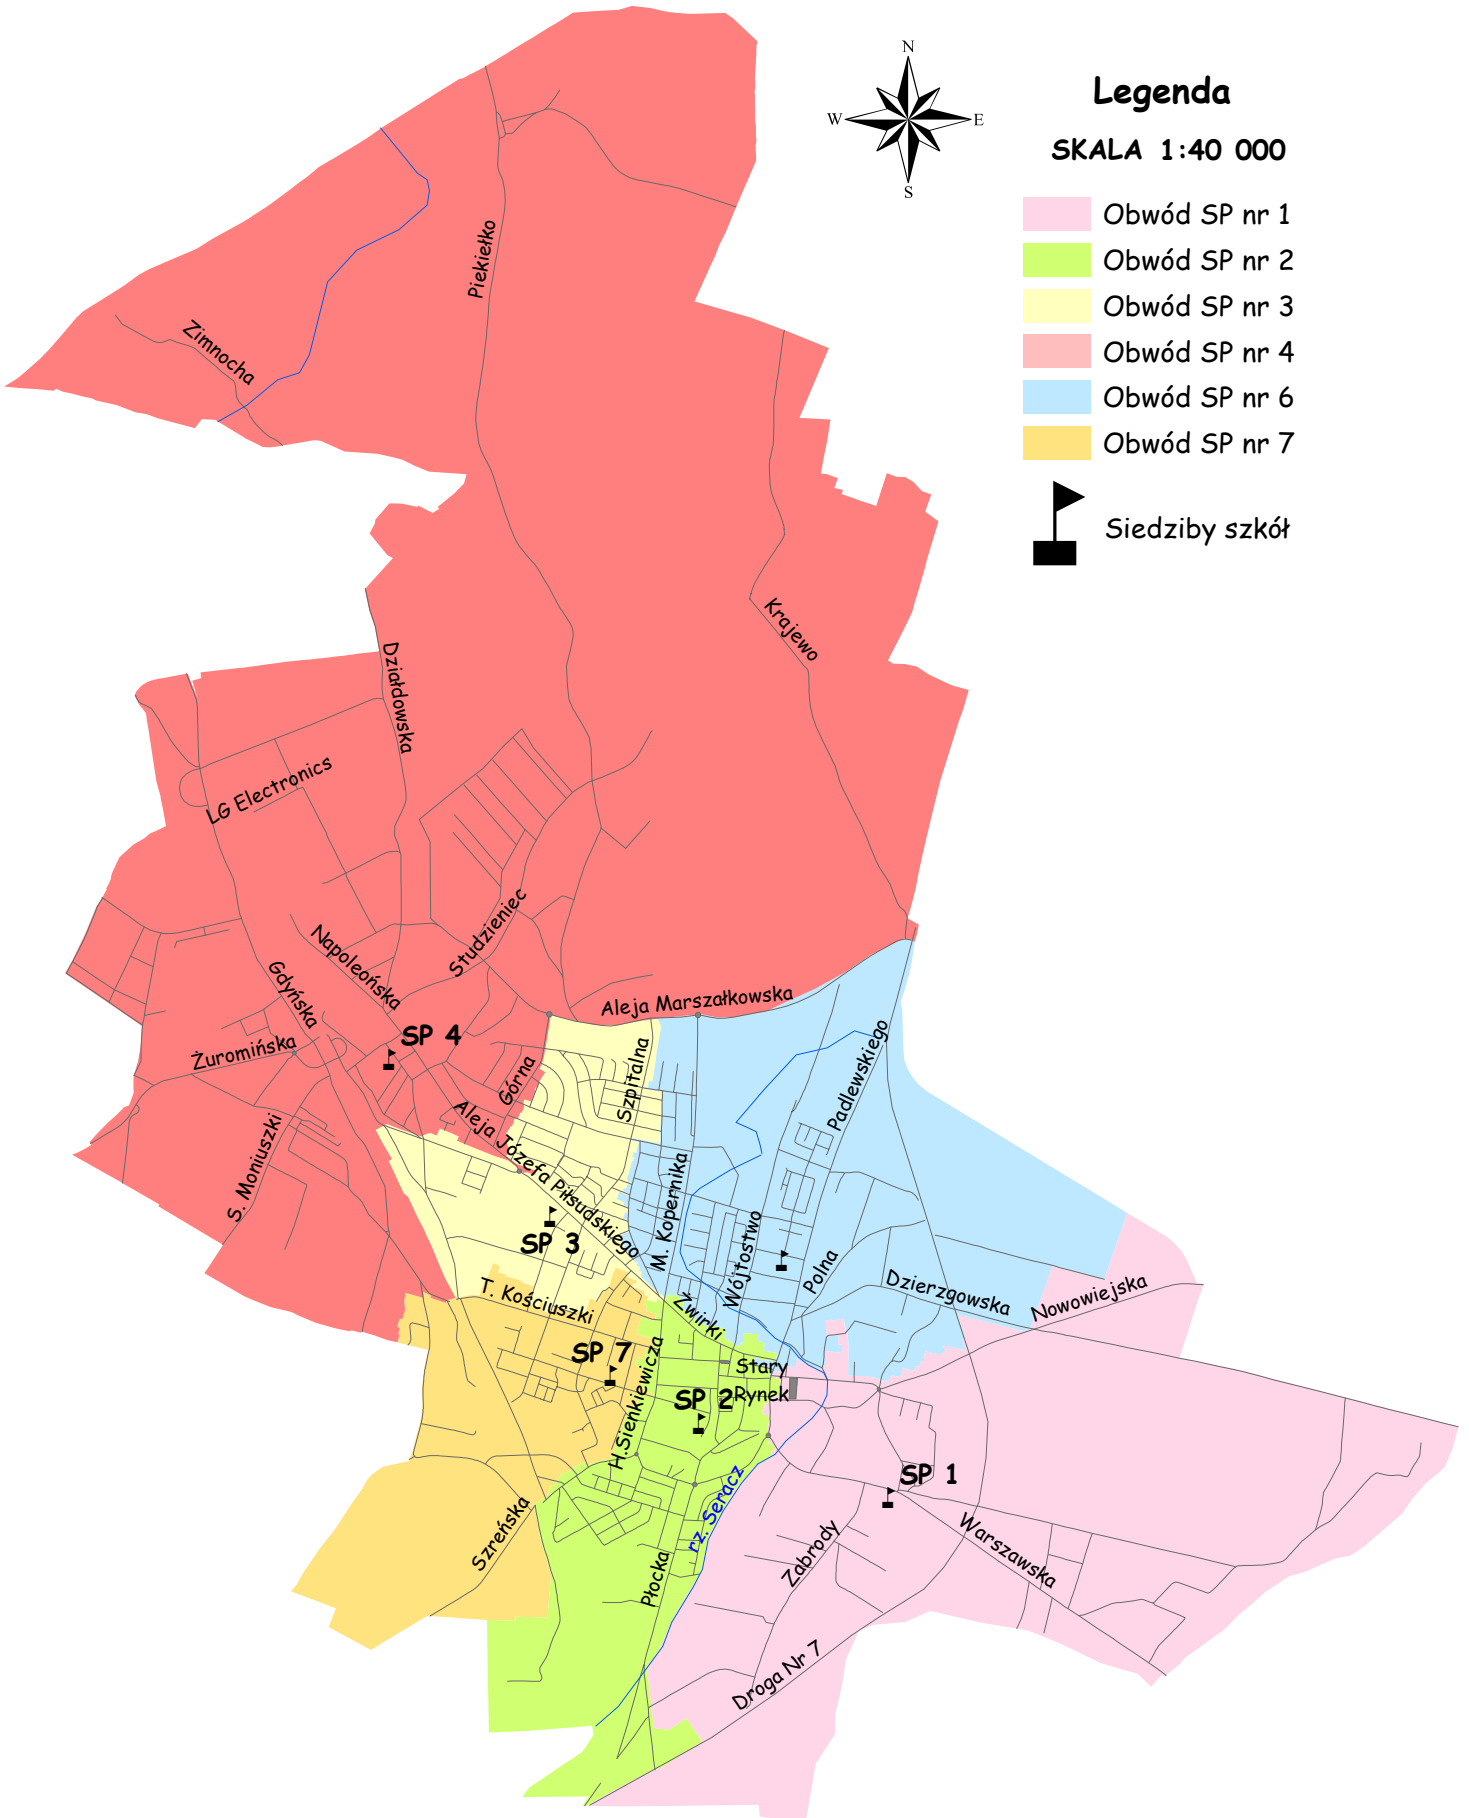 N
W
E
S
Legenda
SKALA 1:40 000
Obwód SP nr 1
Obwód SP nr 2
Obwód SP nr 3
Obwód SP nr 4
Obwód SP nr 6
Obwód SP nr 7
Siedziby szkół
Piekiełko
Zimnocha
Krajewo
Działdowska
LG Electronics
Studzieniec
Napoleońska
Gdyńska
Aleja Marszałkowska
SP 4
Żuromińska
Górna
Szpitalna
Padlewskiego
Aleja Józefa Piłsudskiego
S. Moniuszki
M. Kopernika
SP 3
Wójtostwo
Polna
Dzierzgowska
Nowowiejska
T. Kościuszki
Żwirki
SP 7
Stary
Rynek
SP 2
H.Sienkiewicza
SP 1
rz. Seracz
Szreńska
Zabrody
Warszawska
Płocka
Droga Nr 7